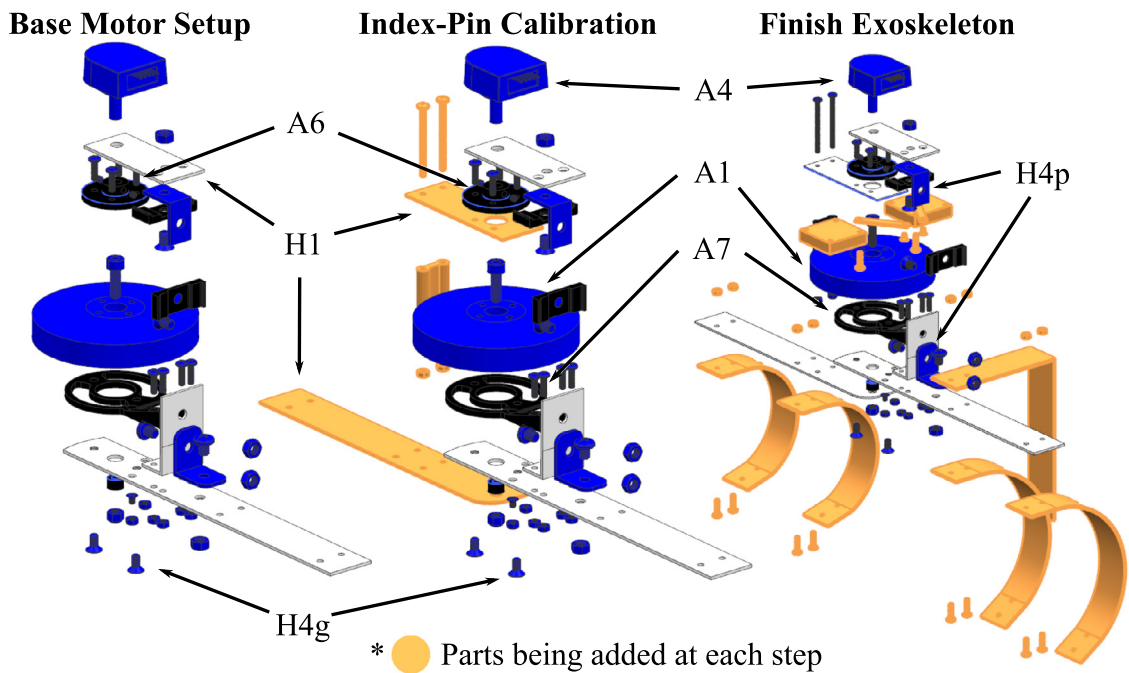 Base Motor Setup
Index-Pin Calibration
Finish Exoskeleton
A4
A6
A1
H4p
H1
A7
H4g
* Parts being added at each step